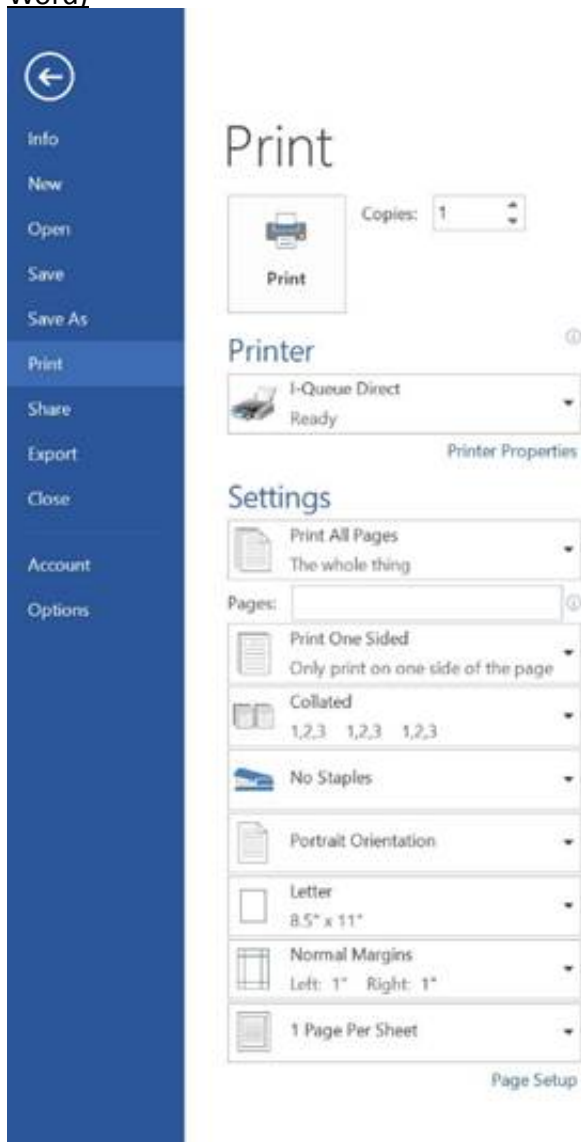 Word)
Info
New
Open
Save
Save As
Print
Share
Export
Close
Account
Options
Print
Copies: 1
Print
Printer
I-Queue Direct
Ready
Printer Properties
Settings
Print All Pages
The whole thing
Pages:
Print One Sided
Only print on one side of the page
Collated
1,2,3 1,2,3 1,2,3
No Staples
Portrait Orientation
Letter
8.5" x 11"
Normal Margins
Left: 1" Right: 1"
1 Page Per Sheet
Page Setup